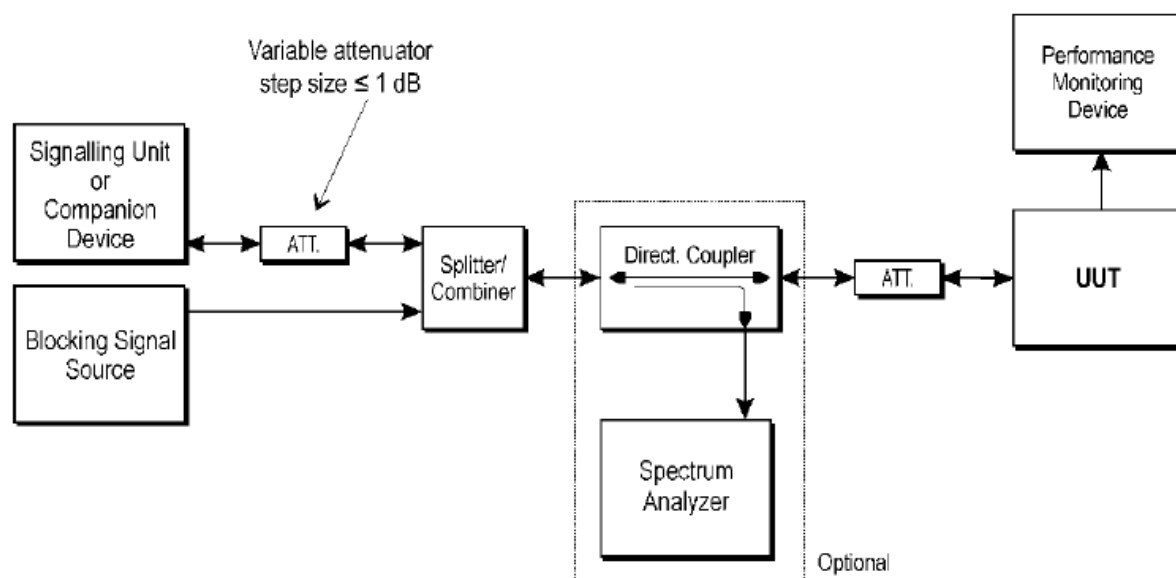 Variable attenuator
step size ≤ 1 dB
Performance
Monitoring
Device
Signalling Unit
or
Companion
Device
ATT.
Splitter/
Combiner
Direct. Coupler
ATT.
UUT
Blocking Signal
Source
Spectrum
Analyzer
Optional